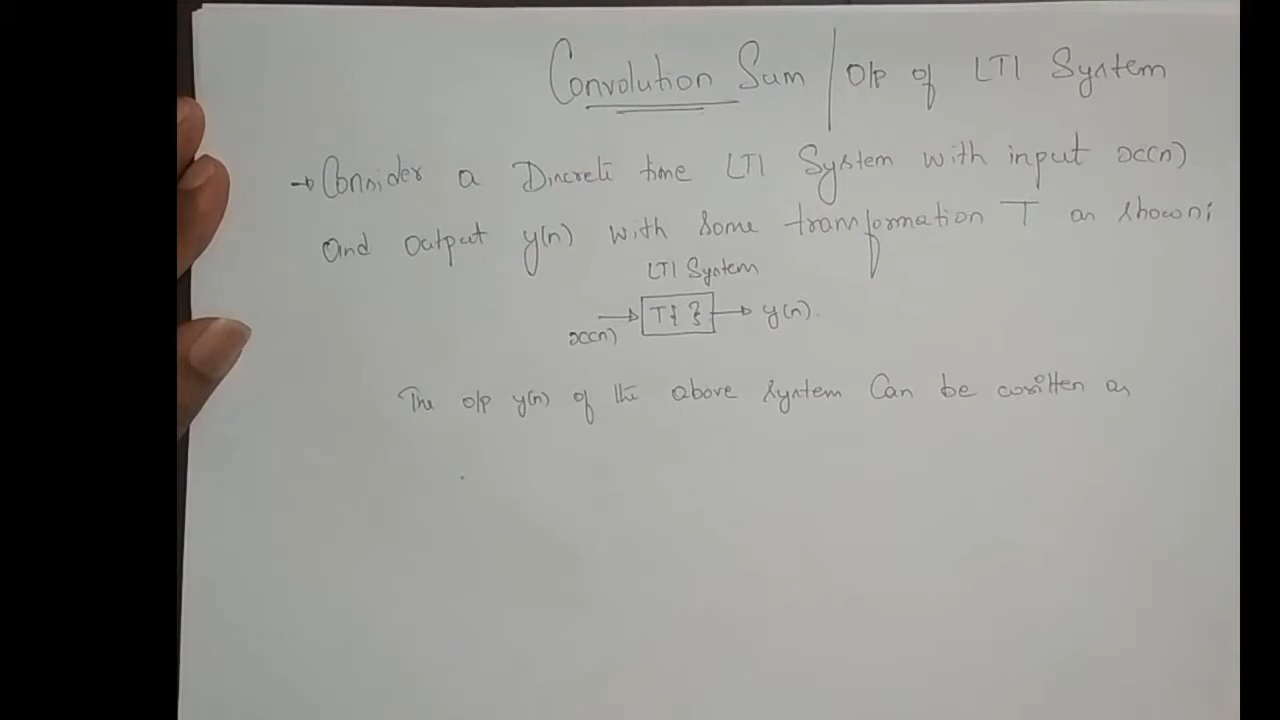 Convolution Sum / O/p of LTI System
→ Consider a Discrete time LTI System with input x(n)
and output y(n) with some transformation T as shown;
LTI System
T{ } y(n).
x(n)
The o/p y(n) of the above system can be written as